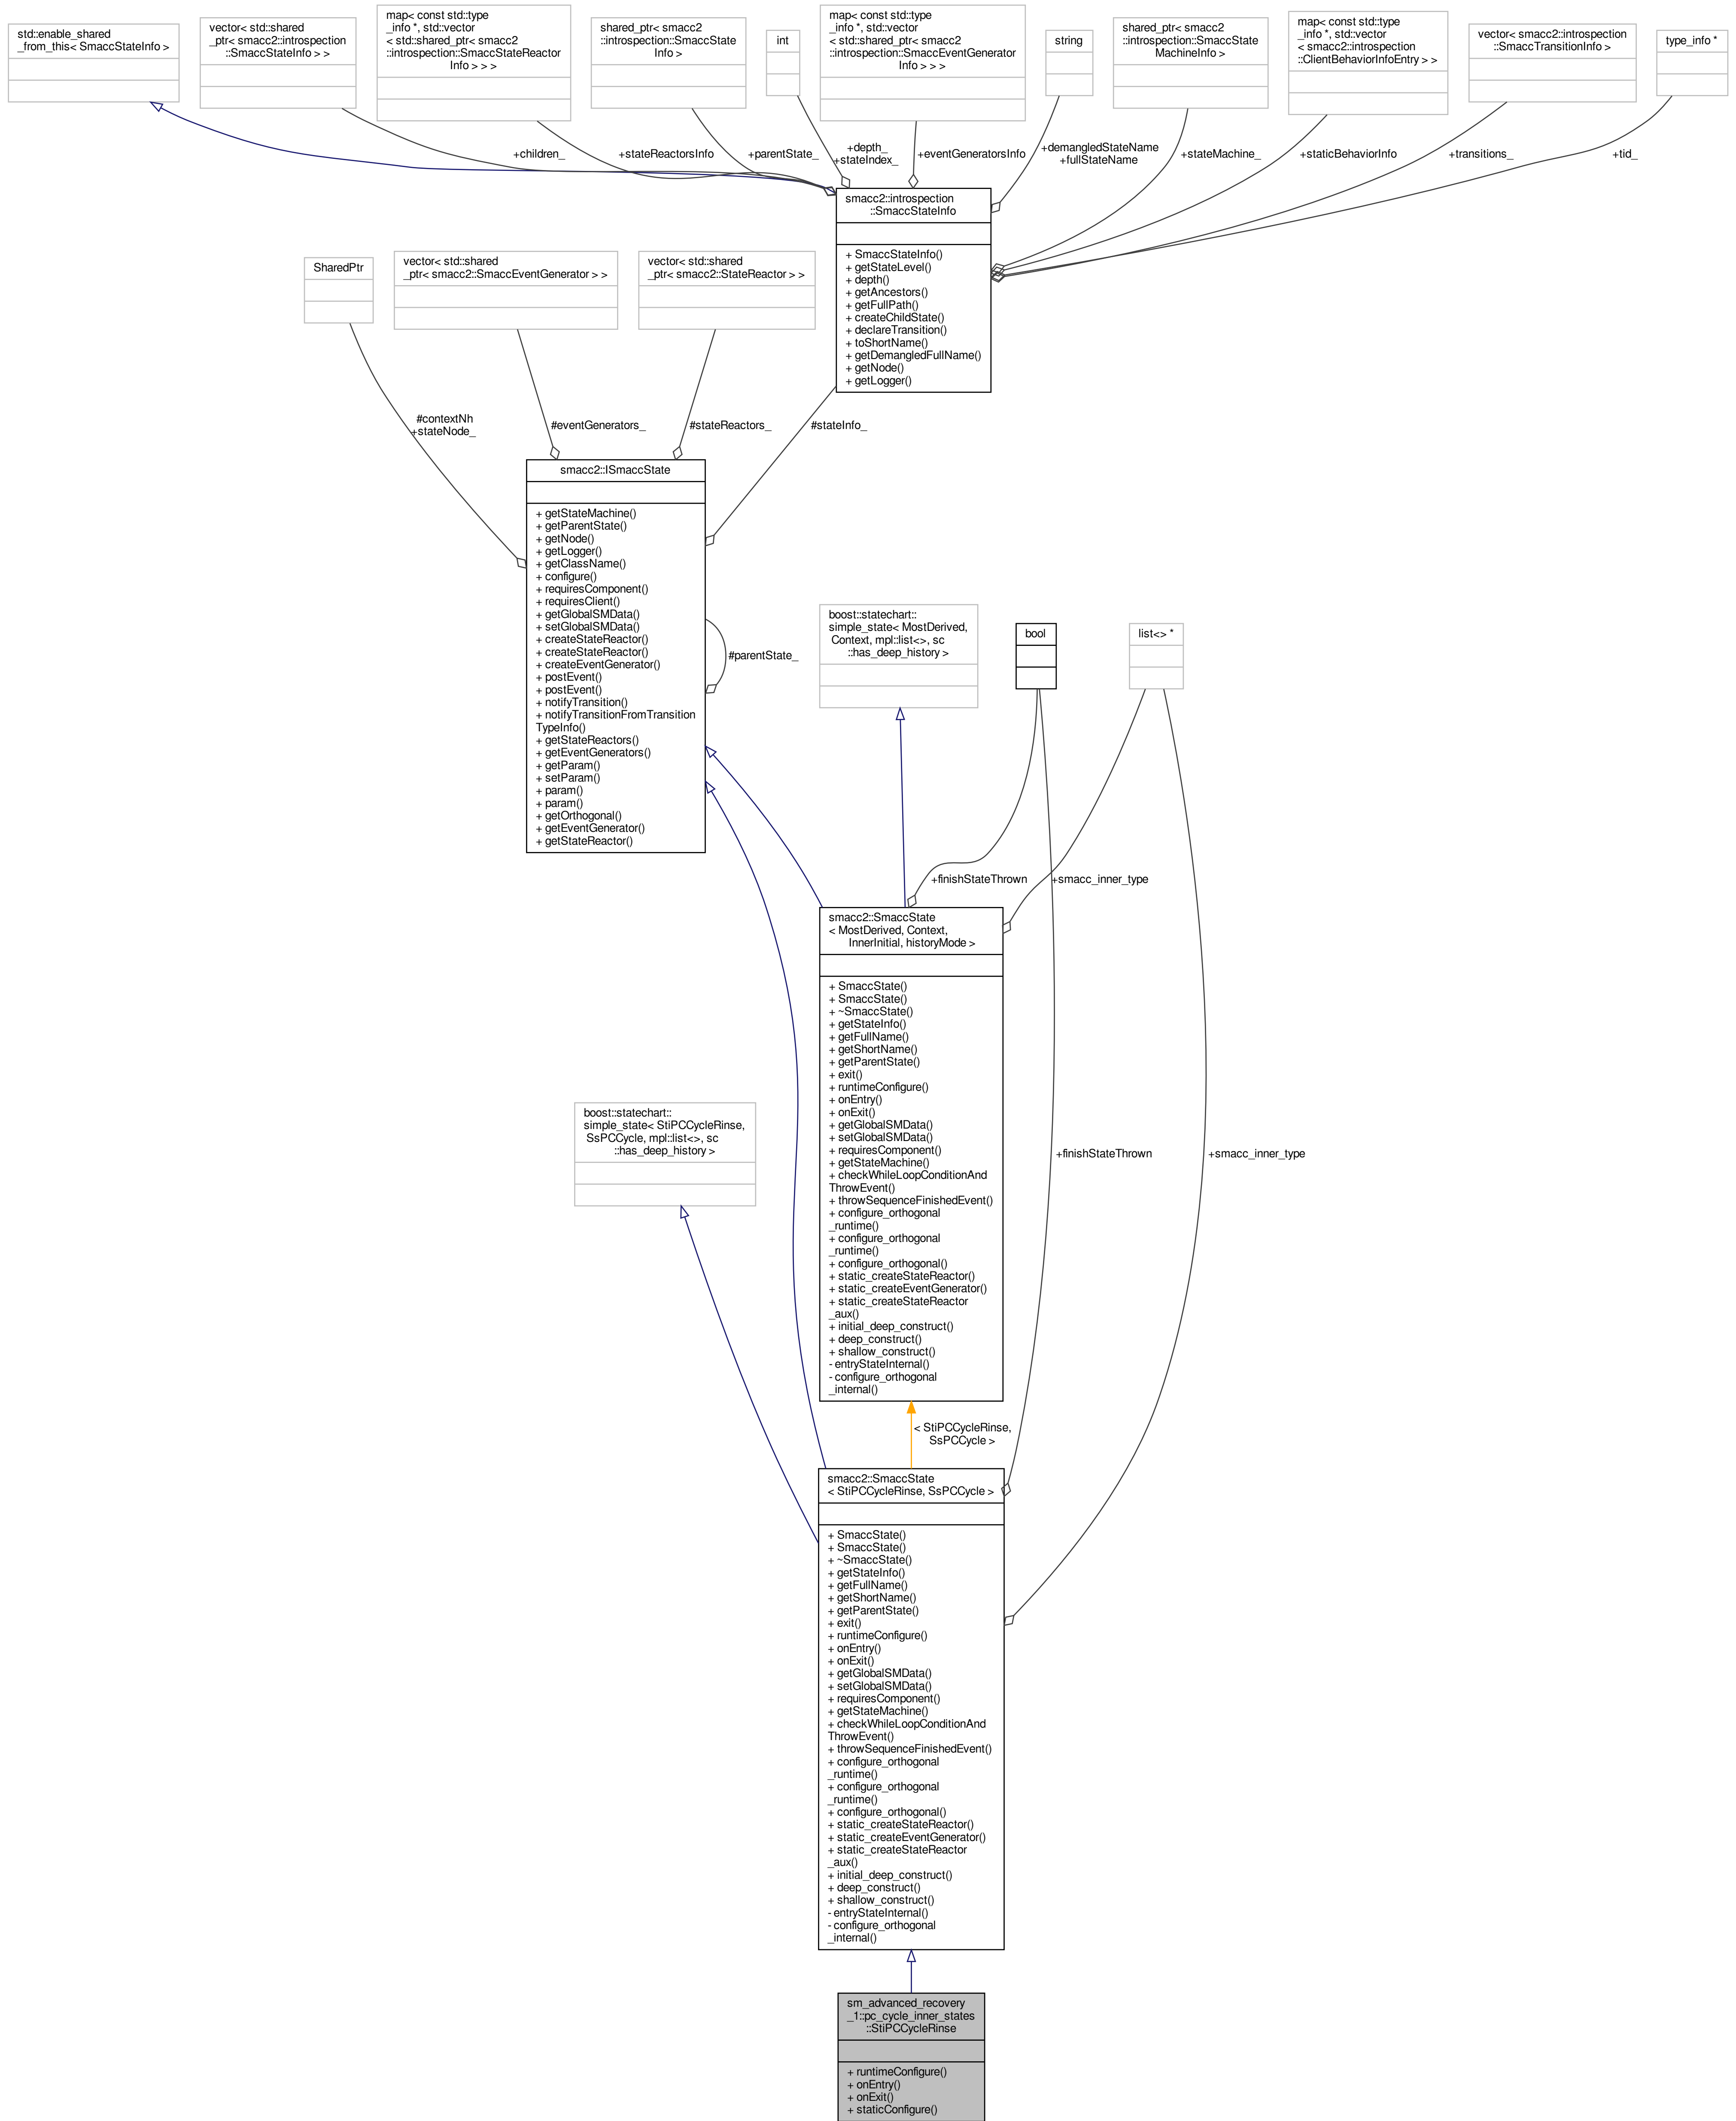 std::enable_shared
_from_this< SmaccStateInfo >
vector< std::shared
_ptr< smacc2::introspection
::SmaccStateInfo > >
map< const std::type
_info *, std::vector
< std::shared_ptr< smacc2
::introspection::SmaccStateReactor
Info > > >
shared_ptr< smacc2
::introspection::SmaccState
Info >
int
map< const std::type
_info *, std::vector
< std::shared_ptr< smacc2
::introspection::SmaccEventGenerator
Info > > >
string
shared_ptr< smacc2
::introspection::SmaccState
MachineInfo >
map< const std::type
_info *, std::vector
< smacc2::introspection
::ClientBehaviorInfoEntry > >
vector< smacc2::introspection
::SmaccTransitionInfo >
type_info *
+children_
+stateReactorsInfo
+parentState_
+depth_
+stateIndex_
+eventGeneratorsInfo
+demangledStateName
+fullStateName
+stateMachine_
+staticBehaviorInfo
+transitions_
+tid_
smacc2::introspection
::SmaccStateInfo
+ SmaccStateInfo()
+ getStateLevel()
+ depth()
+ getAncestors()
+ getFullPath()
+ createChildState()
+ declareTransition()
+ toShortName()
+ getDemangledFullName()
+ getNode()
+ getLogger()
SharedPtr
vector< std::shared
_ptr< smacc2::SmaccEventGenerator > >
vector< std::shared
_ptr< smacc2::StateReactor > >
#contextNh
+stateNode_
#eventGenerators_
#stateReactors_
#stateInfo_
smacc2::ISmaccState
+ getStateMachine()
+ getParentState()
+ getNode()
+ getLogger()
+ getClassName()
+ configure()
+ requiresComponent()
+ requiresClient()
+ getGlobalSMData()
+ setGlobalSMData()
+ createStateReactor()
+ createStateReactor()
+ createEventGenerator()
+ postEvent()
+ postEvent()
+ notifyTransition()
+ notifyTransitionFromTransition
TypeInfo()
+ getStateReactors()
+ getEventGenerators()
+ getParam()
+ setParam()
+ param()
+ param()
+ getOrthogonal()
+ getEventGenerator()
+ getStateReactor()
#parentState_
boost::statechart::
simple_state< MostDerived,
Context, mpl::list<>, sc
::has_deep_history >
bool
list<> *
+finishStateThrown
+smacc_inner_type
smacc2::SmaccState
< MostDerived, Context,
InnerInitial, historyMode >
+ SmaccState()
+ SmaccState()
+ ~SmaccState()
+ getStateInfo()
+ getFullName()
+ getShortName()
+ getParentState()
+ exit()
+ runtimeConfigure()
+ onEntry()
+ onExit()
+ getGlobalSMData()
+ setGlobalSMData()
+ requiresComponent()
+ getStateMachine()
+ checkWhileLoopConditionAnd
ThrowEvent()
+ throwSequenceFinishedEvent()
+ configure_orthogonal
_runtime()
+ configure_orthogonal
_runtime()
+ configure_orthogonal()
+ static_createStateReactor()
+ static_createEventGenerator()
+ static_createStateReactor
_aux()
+ initial_deep_construct()
+ deep_construct()
+ shallow_construct()
- entryStateInternal()
- configure_orthogonal
_internal()
boost::statechart::
simple_state< StiPCCycleRinse,
SsPCCycle, mpl::list<>, sc
::has_deep_history >
+finishStateThrown
+smacc_inner_type
< StiPCCycleRinse,
SsPCCycle >
smacc2::SmaccState
< StiPCCycleRinse, SsPCCycle >
+ SmaccState()
+ SmaccState()
+ ~SmaccState()
+ getStateInfo()
+ getFullName()
+ getShortName()
+ getParentState()
+ exit()
+ runtimeConfigure()
+ onEntry()
+ onExit()
+ getGlobalSMData()
+ setGlobalSMData()
+ requiresComponent()
+ getStateMachine()
+ checkWhileLoopConditionAnd
ThrowEvent()
+ throwSequenceFinishedEvent()
+ configure_orthogonal
_runtime()
+ configure_orthogonal
_runtime()
+ configure_orthogonal()
+ static_createStateReactor()
+ static_createEventGenerator()
+ static_createStateReactor
_aux()
+ initial_deep_construct()
+ deep_construct()
+ shallow_construct()
- entryStateInternal()
- configure_orthogonal
_internal()
sm_advanced_recovery
_1::pc_cycle_inner_states
::StiPCCycleRinse
+ runtimeConfigure()
+ onEntry()
+ onExit()
+ staticConfigure()